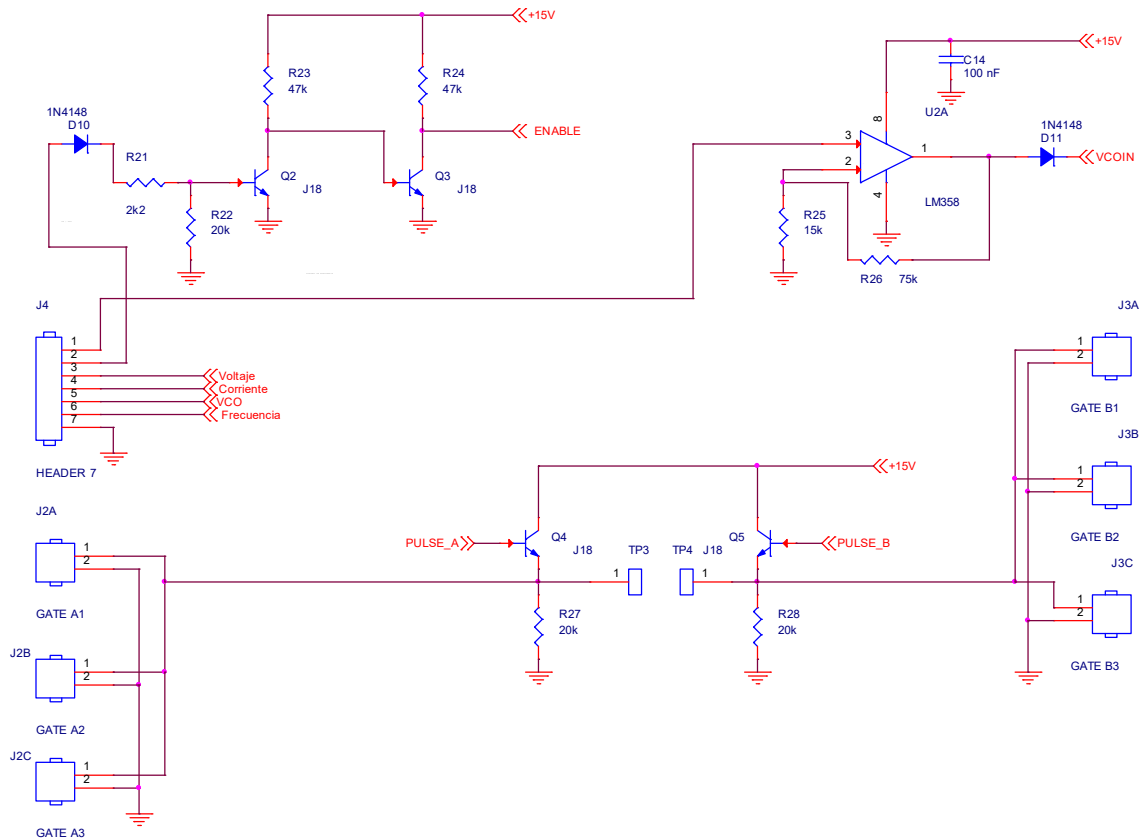 +15V
+15V
R23
47k
R24
47k
C14
100 nF
U2A
8
1N4148
D10
ENABLE
1N4148
D11
3
2
1
VCOIN
R21
2k2
Q2
J18
Q3
J18
4
LM358
R22
20k
R25
15k
R26 75k
J4
1
2
3
4
5
6
7
Voltaje
Corriente
VCO
Frecuencia
HEADER 7
J3A
1
2
GATE B1
J3B
1
2
GATE B2
J3C
1
2
GATE B3
+15V
J2A
1
2
GATE A1
PULSE_A
Q4
J18
TP3
1
TP4
1
J18
Q5
PULSE_B
R27
20k
R28
20k
J2B
1
2
GATE A2
J2C
1
2
GATE A3